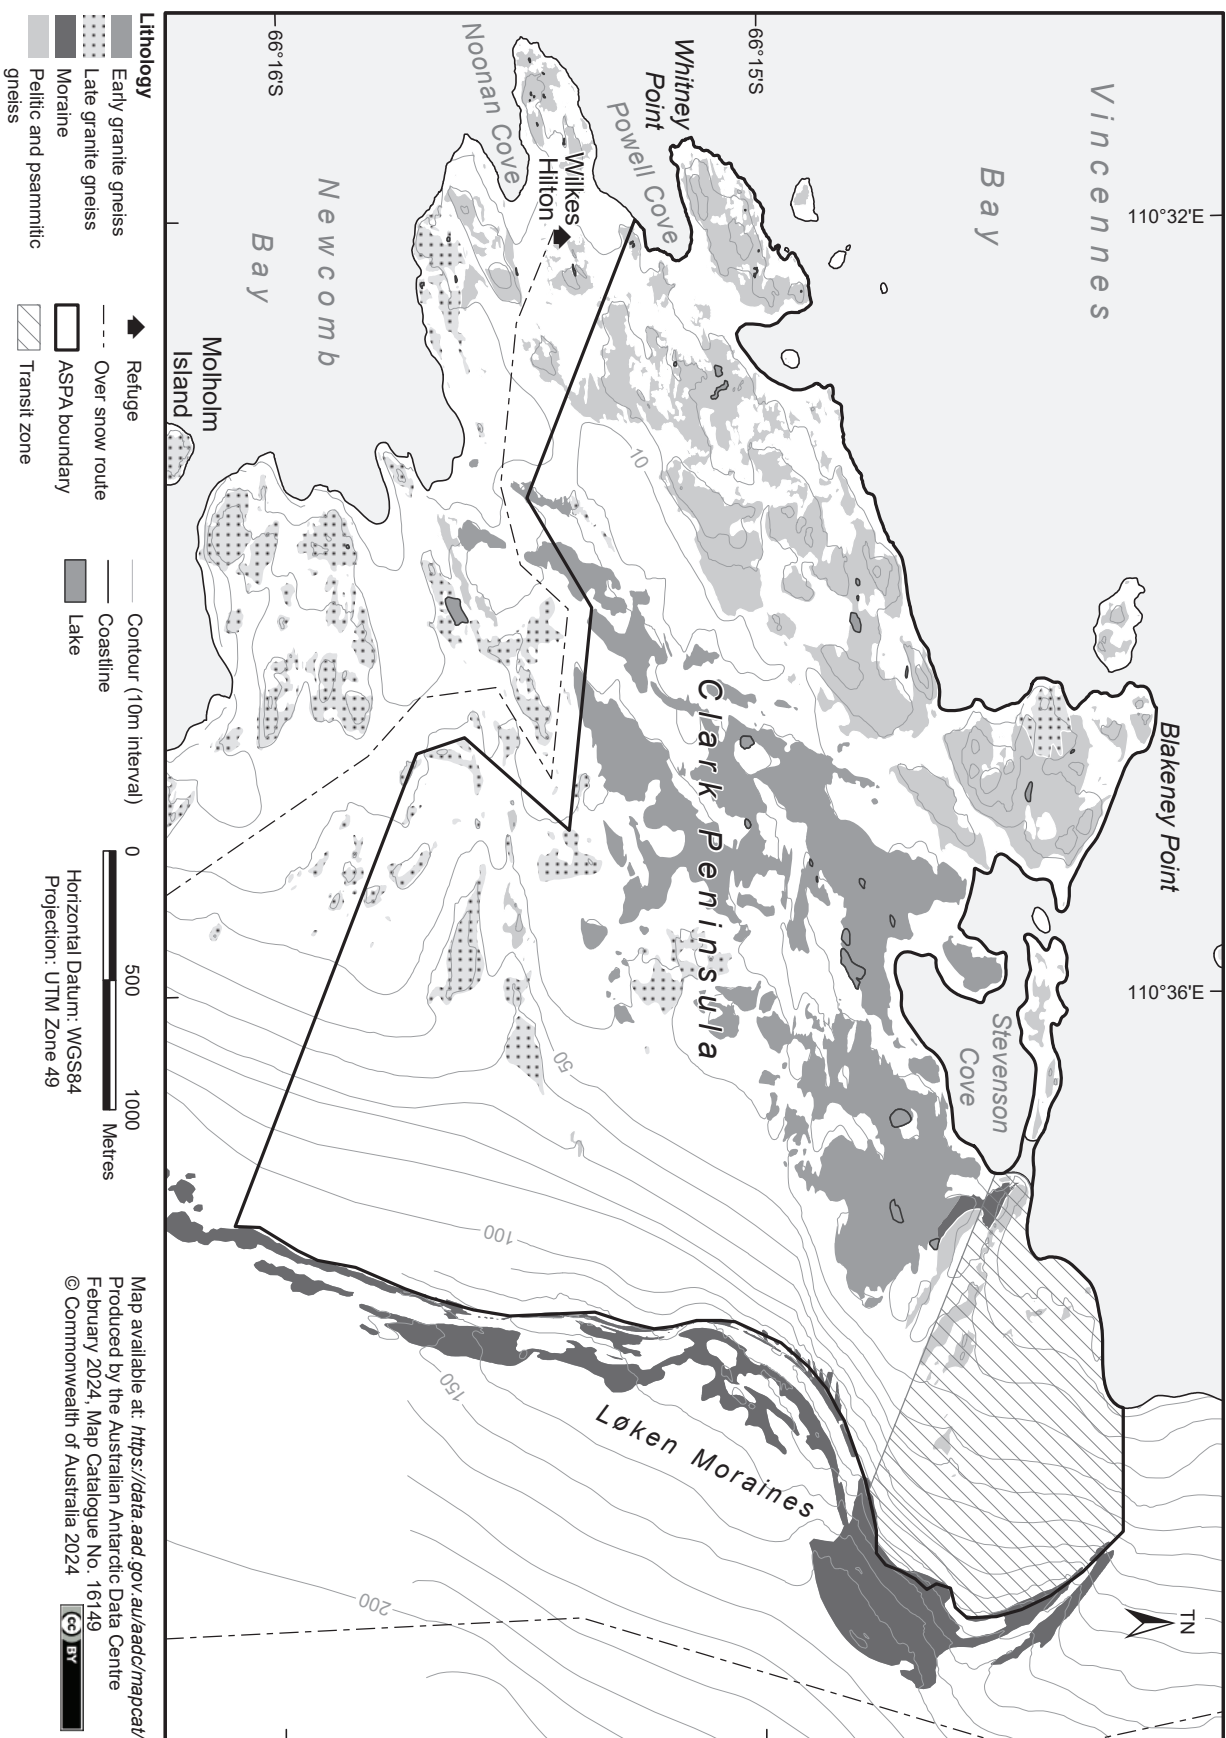 110°32'E
110°36'E
66°15'S
66°16'S
Vincennes
Bay
Blakeney Point
Stevenson
Cove
Whitney
Point
Powell Cove
Wilkes
Hilton
Noonan Cove
Clark Peninsula
Løken Moraines
Newcomb
Bay
Molholm
Island
10
50
100
150
200
TN
Lithology
Early granite gneiss
Late granite gneiss
Moraine
Pelitic and psammitic
gneiss
Refuge
Over snow route
ASPA boundary
Transit zone
Contour (10m interval)
Coastline
Lake
0 500 1000
Metres
Horizontal Datum: WGS84
Projection: UTM Zone 49
Map available at: https://data.aad.gov.au/aadc/mapcat/
Produced by the Australian Antarctic Data Centre
February 2024, Map Catalogue No. 16149
© Commonwealth of Australia 2024
cc BY